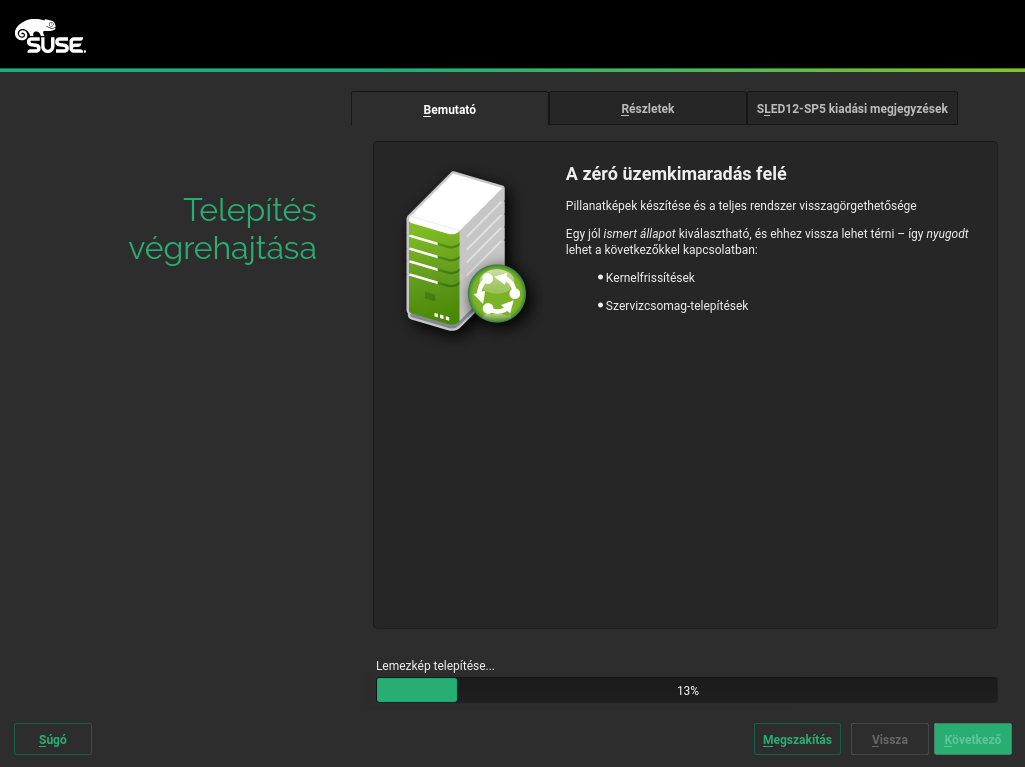 SUSE.
Bemutató
Részletek
SLED12-SP5 kiadási megjegyzések
Telepítés
végrehajtása
A zéró üzemkimaradás felé
Pillanatképek készítése és a teljes rendszer visszagörgethetősége
Egy jól ismert állapot kiválasztható, és ehhez vissza lehet térni – így nyugodt
lehet a következőkkel kapcsolatban:
• Kernelfrissítések
• Szervizcsomag-telepítések
Lemezkép telepítése...
13%
Súgó
Megszakítás
Vissza
Következő